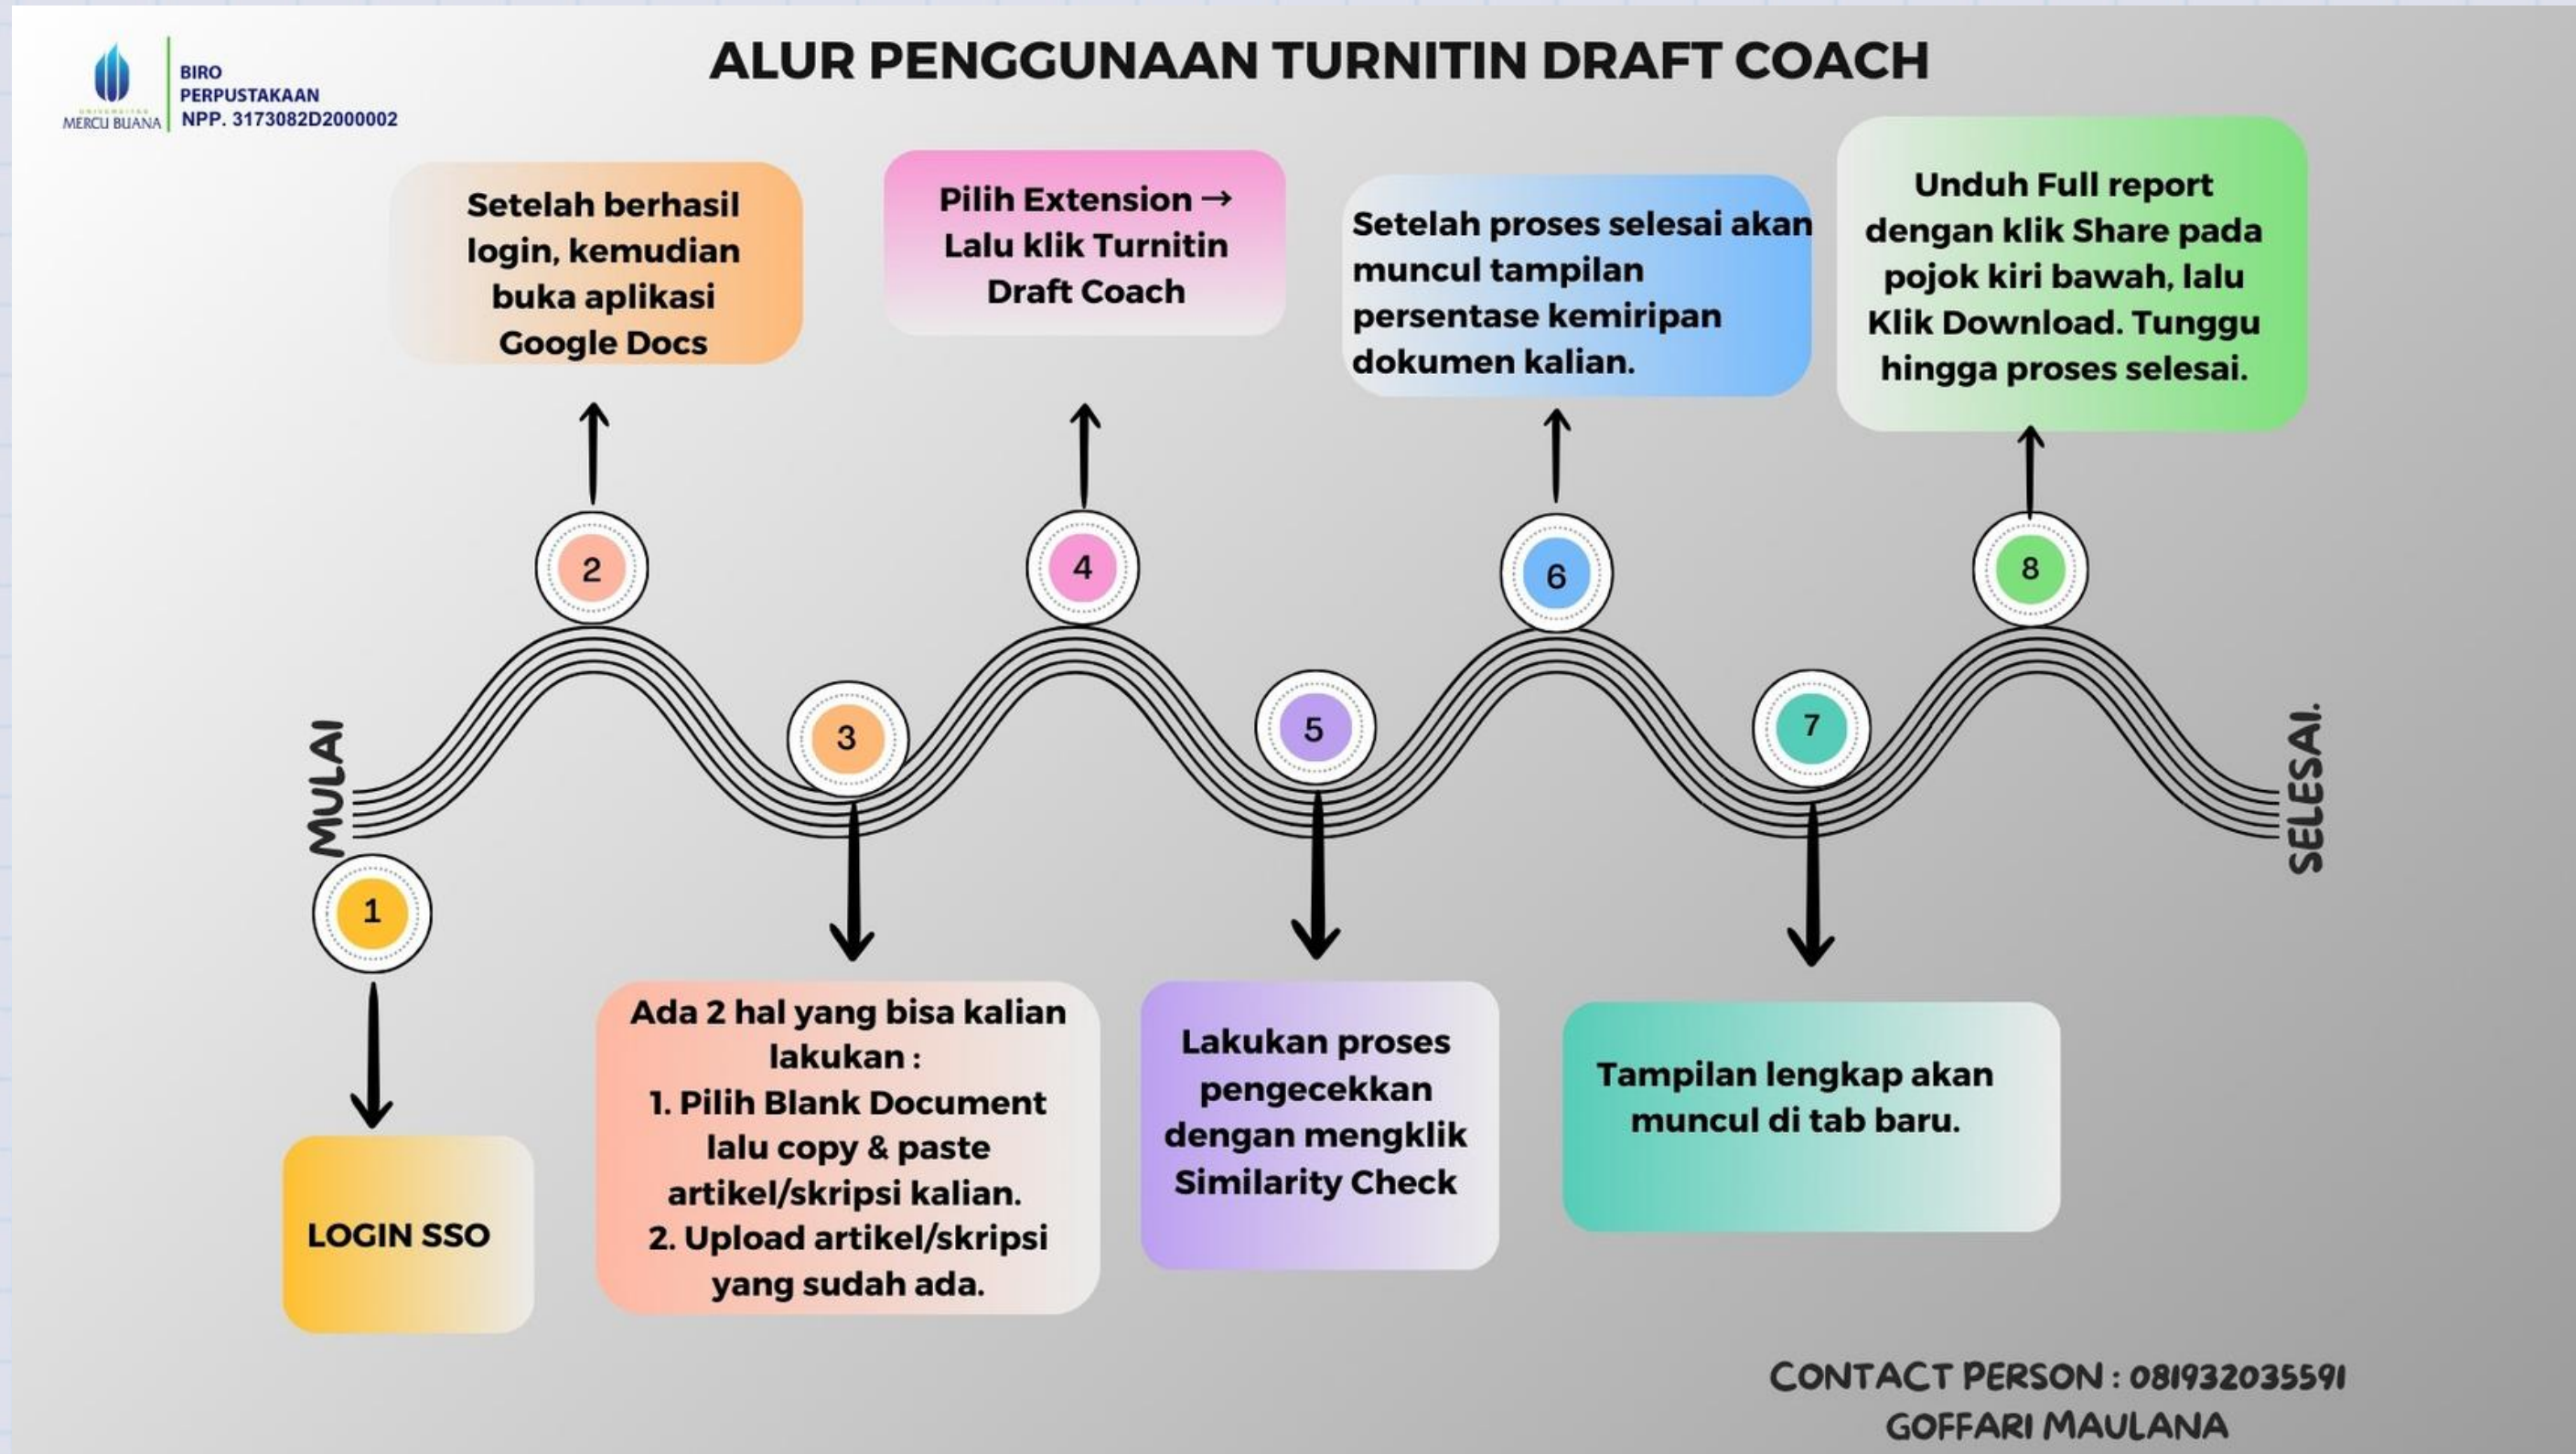 ALUR PENGGUNAAN TURNITIN DRAFT COACH
UNIVERSITAS
MERCU BUANA
BIRO
PERPUSTAKAAN
NPP. 3173082D2000002
MULAI
1
LOGIN SSO
2
Setelah berhasil
login, kemudian
buka aplikasi
Google Docs
3
Ada 2 hal yang bisa kalian
lakukan :
1. Pilih Blank Document
lalu copy & paste
artikel/skripsi kalian.
2. Upload artikel/skripsi
yang sudah ada.
4
Pilih Extension →
Lalu klik Turnitin
Draft Coach
5
Lakukan proses
pengecekkan
dengan mengklik
Similarity Check
6
Setelah proses selesai akan
muncul tampilan
persentase kemiripan
dokumen kalian.
7
Tampilan lengkap akan
muncul di tab baru.
8
Unduh Full report
dengan klik Share pada
pojok kiri bawah, lalu
Klik Download. Tunggu
hingga proses selesai.
SELESAI.
CONTACT PERSON : 081932035591
GOFFARI MAULANA